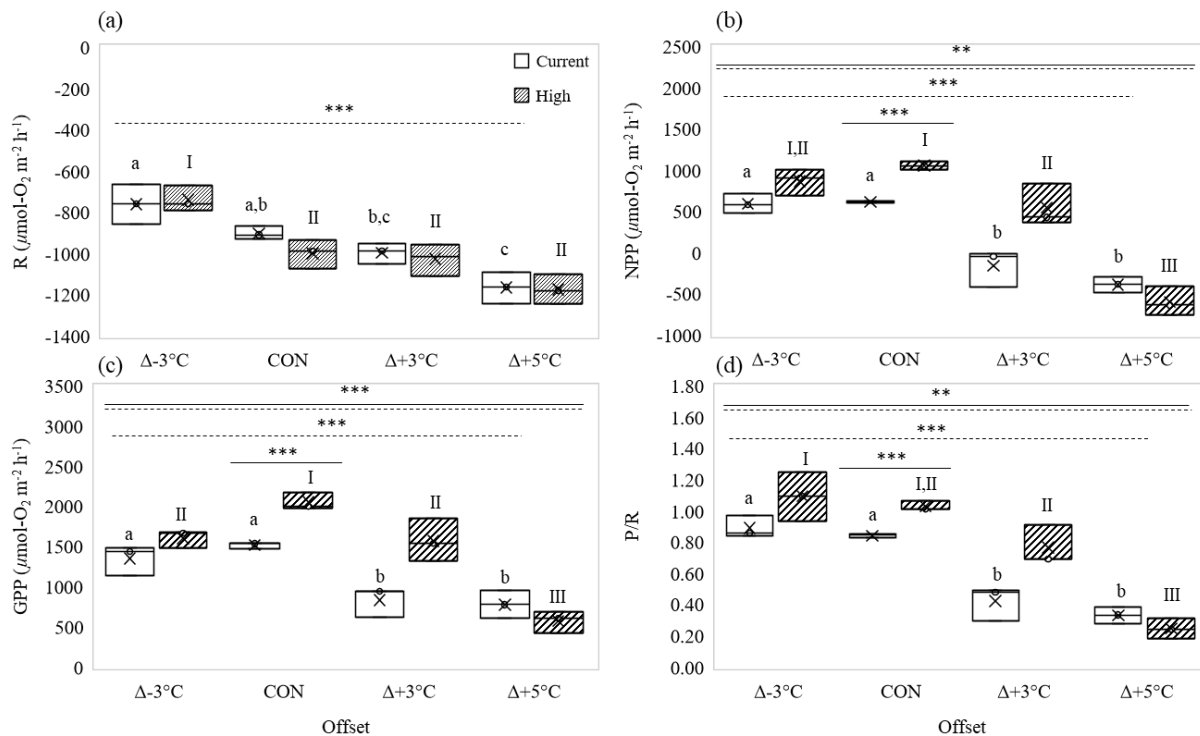 (a)
R (µmol-O₂ m⁻² h⁻¹)
0
-200
-400
-600
-800
-1000
-1200
-1400
Current
High
***
a
I
a,b
II
b,c
II
c
II
Δ-3°C
CON
Δ+3°C
Δ+5°C
(b)
NPP (µmol-O₂ m⁻² h⁻¹)
2500
2000
1500
1000
500
0
-500
-1000
**
***
***
a
I,II
a
I
b
II
b
III
Δ-3°C
CON
Δ+3°C
Δ+5°C
(c)
GPP (µmol-O₂ m⁻² h⁻¹)
3500
3000
2500
2000
1500
1000
500
0
***
***
***
a
II
a
I
b
II
b
III
Δ-3°C
CON
Δ+3°C
Δ+5°C
Offset
(d)
P/R
1.80
1.60
1.40
1.20
1.00
0.80
0.60
0.40
0.20
0.00
**
***
***
a
I
a
I,II
b
II
b
III
Δ-3°C
CON
Δ+3°C
Δ+5°C
Offset